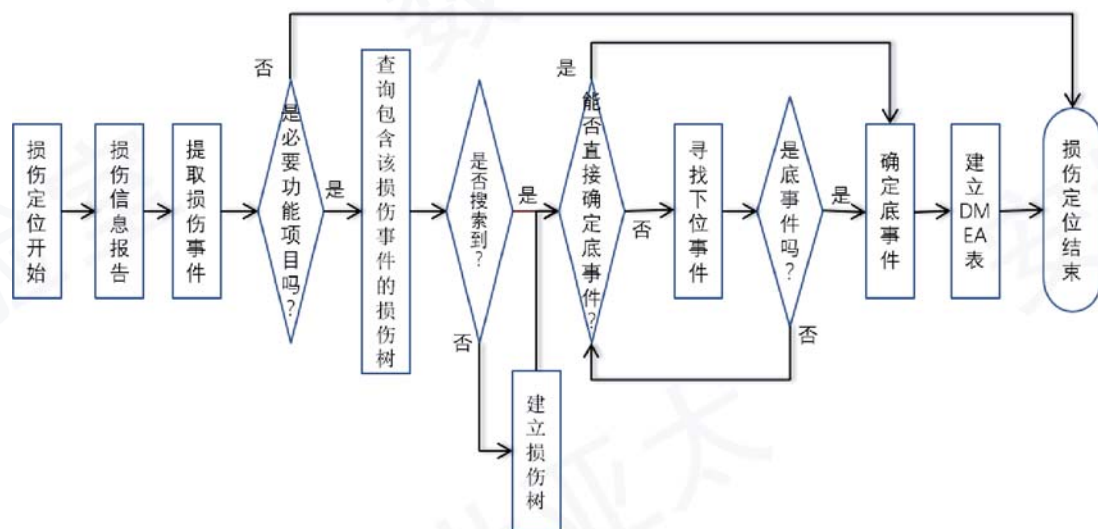 损伤定位开始
损伤信息报告
提取损伤事件
否
是必要功能项目吗?
是
查询包含该损伤事件的损伤树
是否搜索到?
是
否
建立损伤树
是
能否直接确定底事件?
否
寻找下位事件
是底事件吗?
是
否
确定底事件
建立DMEA表
损伤定位结束
亚太